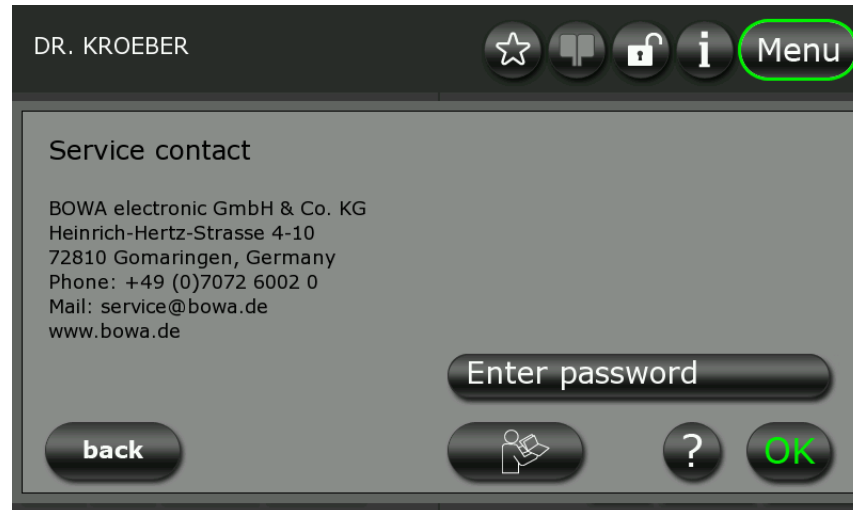 DR. KROEBER
i
Menu
Service contact
BOWA electronic GmbH & Co. KG
Heinrich-Hertz-Strasse 4-10
72810 Gomaringen, Germany
Phone: +49 (0)7072 6002 0
Mail: service@bowa.de
www.bowa.de
Enter password
back
?
OK